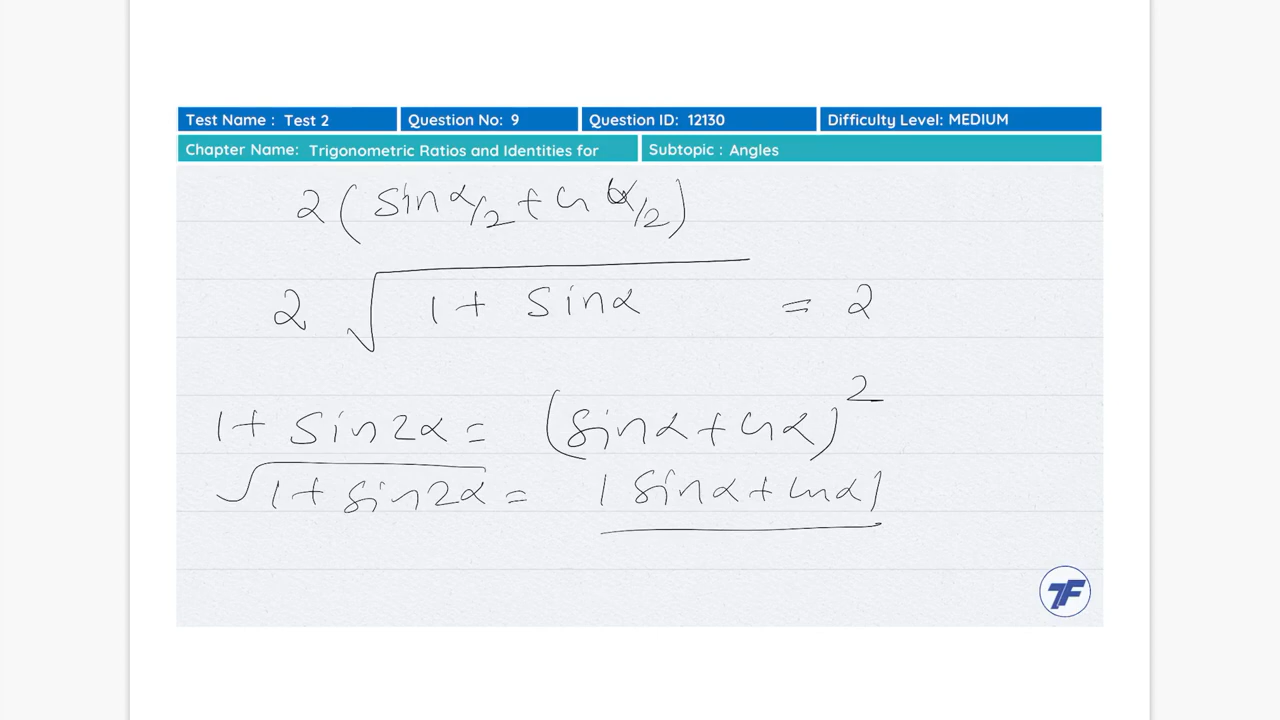 Test Name : Test 2 Question No: 9 Question ID: 12130 Difficulty Level: MEDIUM
Chapter Name: Trigonometric Ratios and Identities for Subtopic : Angles
2 ( sin α/2 + cos α/2 )
2 √(1 + sin α) = 2
1 + sin 2α = (sin α + cos α)²
√(1 + sin 2α) = | sin α + cos α |
7F